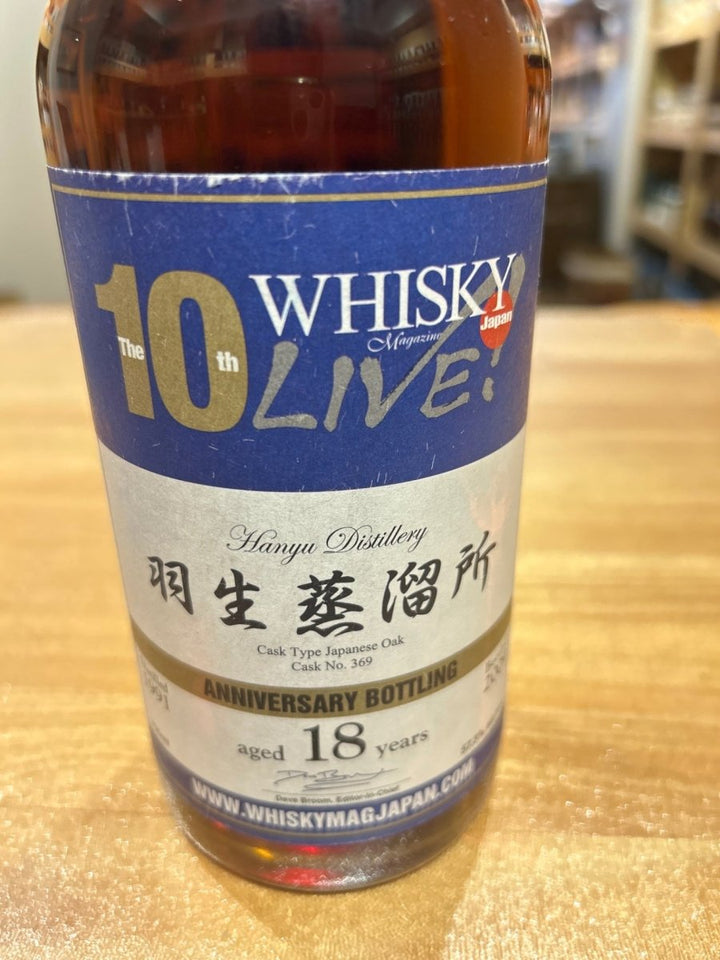 The 10th
WHISKY
Magazine
Japan
LIVE!
Hanyu Distillery
羽生蒸溜所
Cask Type Japanese Oak
Cask No. 369
ANNIVERSARY BOTTLING
aged 18 years
Dave Broom, Editor-in-Chief
WWW.WHISKYMAGJAPAN.COM